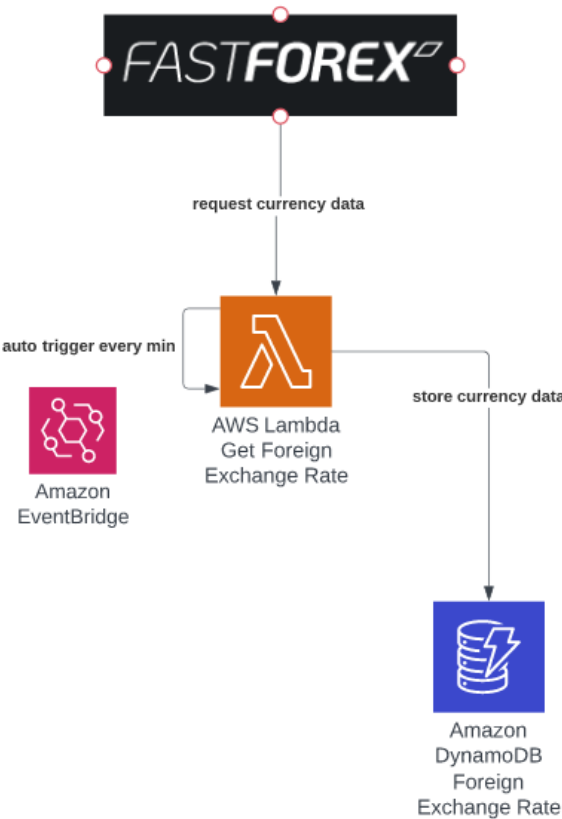 FASTFOREX
request currency data
auto trigger every min
AWS Lambda
Get Foreign
Exchange Rate
store currency data
Amazon
EventBridge
Amazon
DynamoDB
Foreign
Exchange Rate